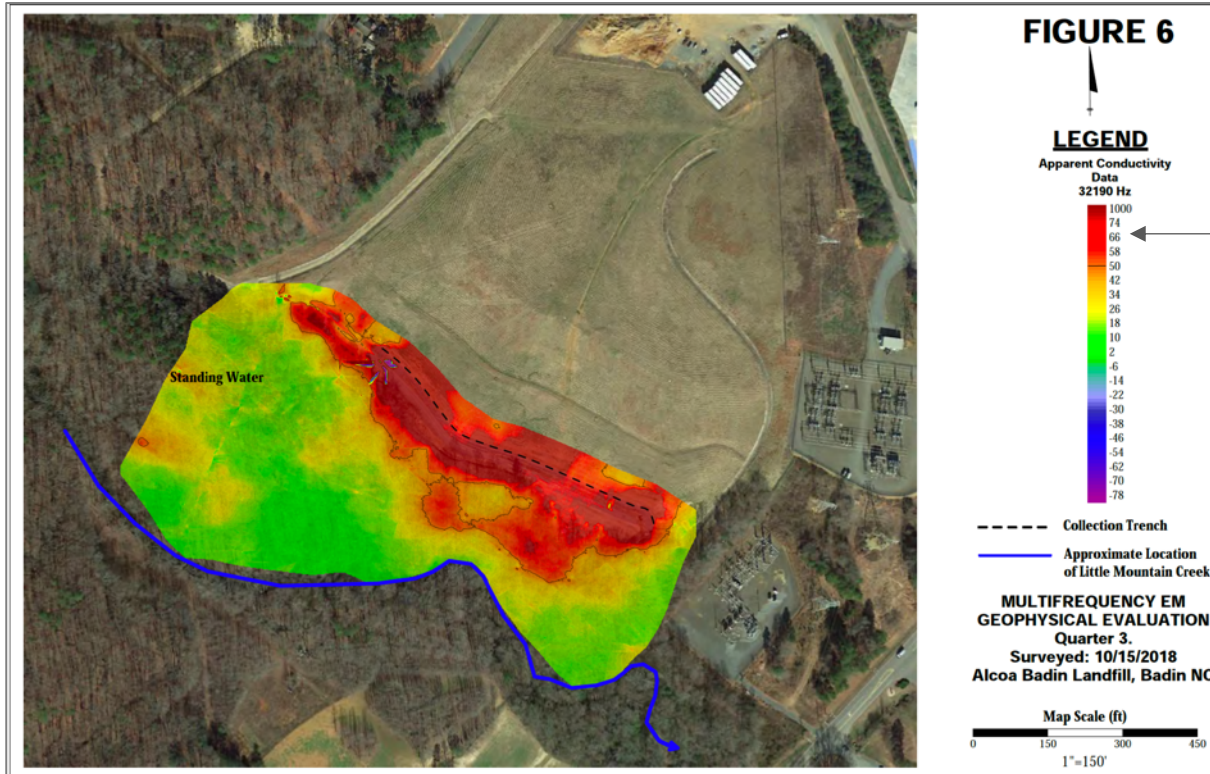 FIGURE 6
LEGEND
Apparent Conductivity
Data
32190 Hz
1000
74
66
58
50
42
34
26
18
10
2
-6
-14
-22
-30
-38
-46
-54
-62
-70
-78
Standing Water
Collection Trench
Approximate Location
of Little Mountain Creek
MULTIFREQUENCY EM
GEOPHYSICAL EVALUATION
Quarter 3.
Surveyed: 10/15/2018
Alcoa Badin Landfill, Badin NC
Map Scale (ft)
0 150 300 450
1"=150'